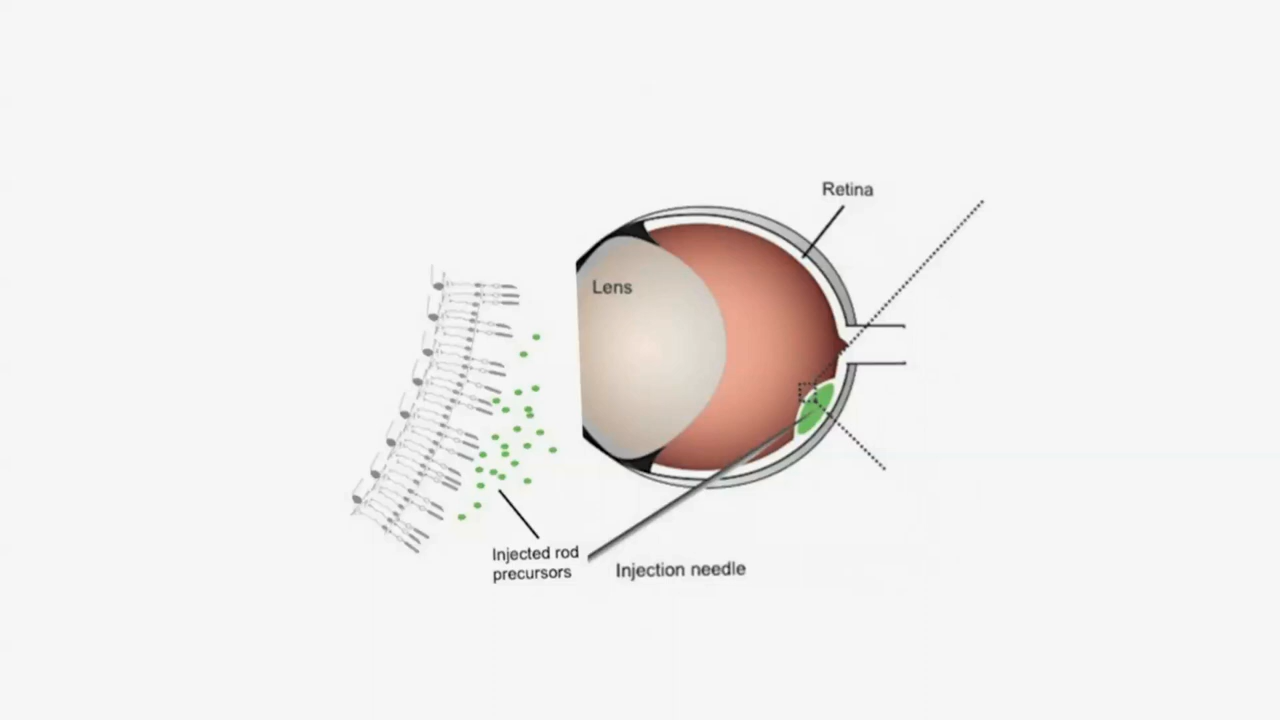 Retina
Lens
Injected rod
precursors
Injection needle